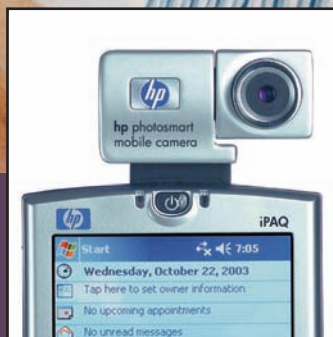 hp
hp photosmart
mobile camera
hp
iPAQ
Start 7:05
Wednesday, October 22, 2003
Tap here to set owner information
No upcoming appointments
No unread messages